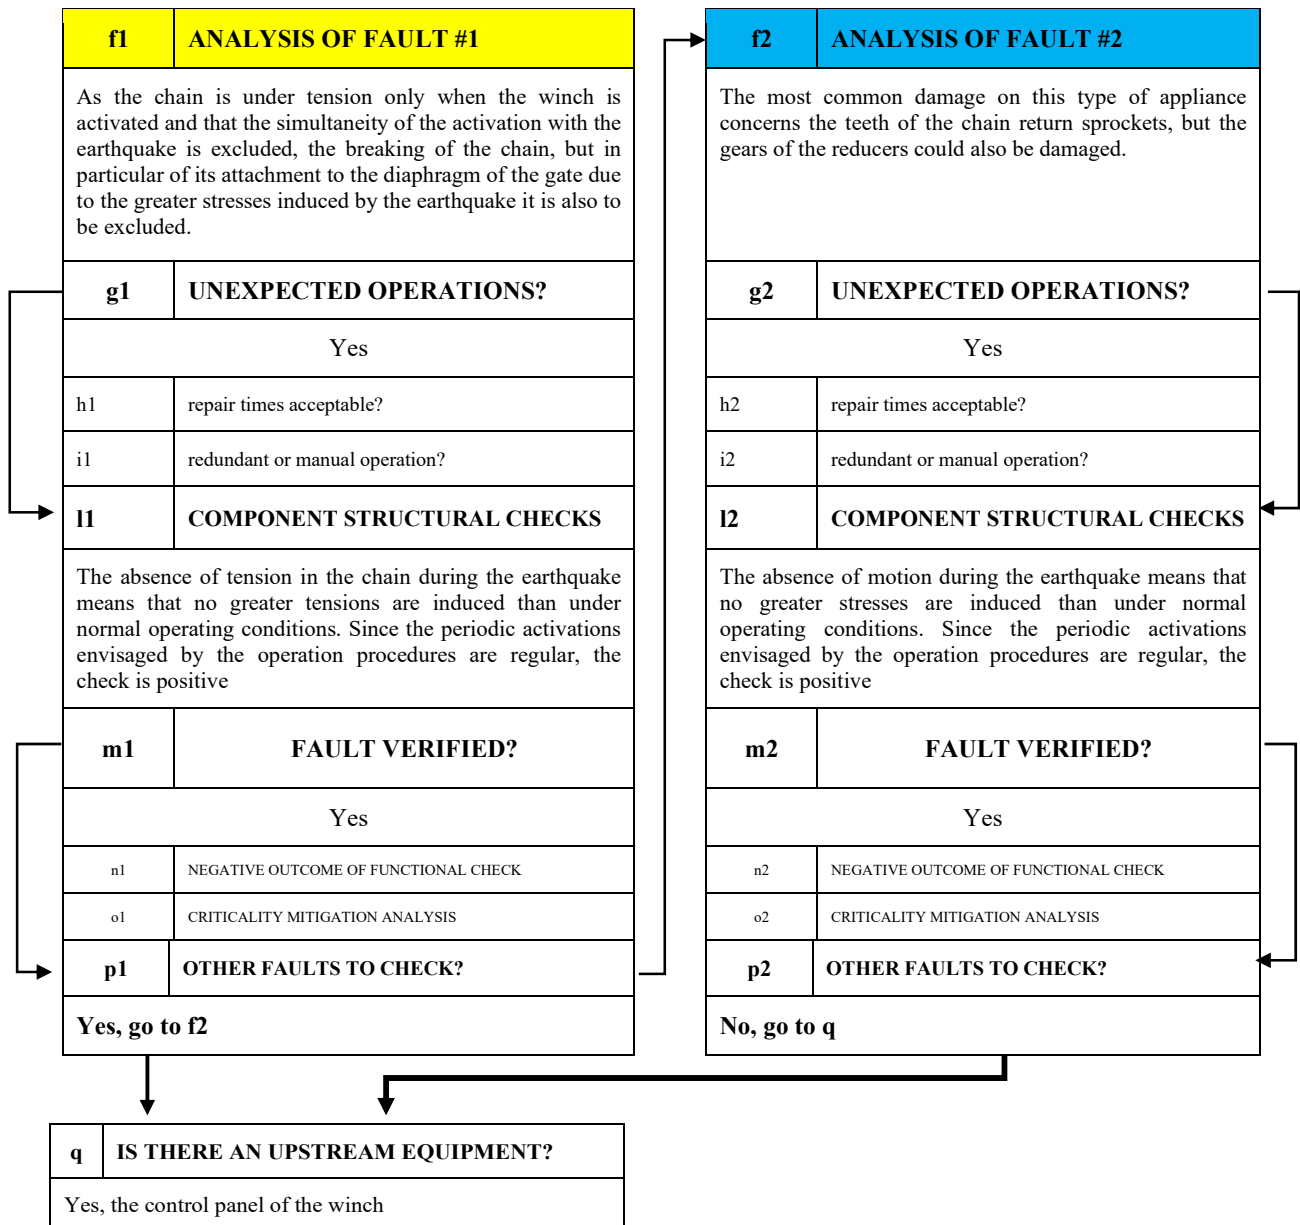 f1 ANALYSIS OF FAULT #1
As the chain is under tension only when the winch is
activated and that the simultaneity of the activation with the
earthquake is excluded, the breaking of the chain, but in
particular of its attachment to the diaphragm of the gate due
to the greater stresses induced by the earthquake it is also to
be excluded.
g1 UNEXPECTED OPERATIONS?
Yes
h1 repair times acceptable?
i1 redundant or manual operation?
l1 COMPONENT STRUCTURAL CHECKS
The absence of tension in the chain during the earthquake
means that no greater tensions are induced than under
normal operating conditions. Since the periodic activations
envisaged by the operation procedures are regular, the
check is positive
m1 FAULT VERIFIED?
Yes
n1 NEGATIVE OUTCOME OF FUNCTIONAL CHECK
o1 CRITICALITY MITIGATION ANALYSIS
p1 OTHER FAULTS TO CHECK?
Yes, go to f2
f2 ANALYSIS OF FAULT #2
The most common damage on this type of appliance
concerns the teeth of the chain return sprockets, but the
gears of the reducers could also be damaged.
g2 UNEXPECTED OPERATIONS?
Yes
h2 repair times acceptable?
i2 redundant or manual operation?
l2 COMPONENT STRUCTURAL CHECKS
The absence of motion during the earthquake means that
no greater stresses are induced than under normal
operating conditions. Since the periodic activations
envisaged by the operation procedures are regular, the
check is positive
m2 FAULT VERIFIED?
Yes
n2 NEGATIVE OUTCOME OF FUNCTIONAL CHECK
o2 CRITICALITY MITIGATION ANALYSIS
p2 OTHER FAULTS TO CHECK?
No, go to q
q IS THERE AN UPSTREAM EQUIPMENT?
Yes, the control panel of the winch